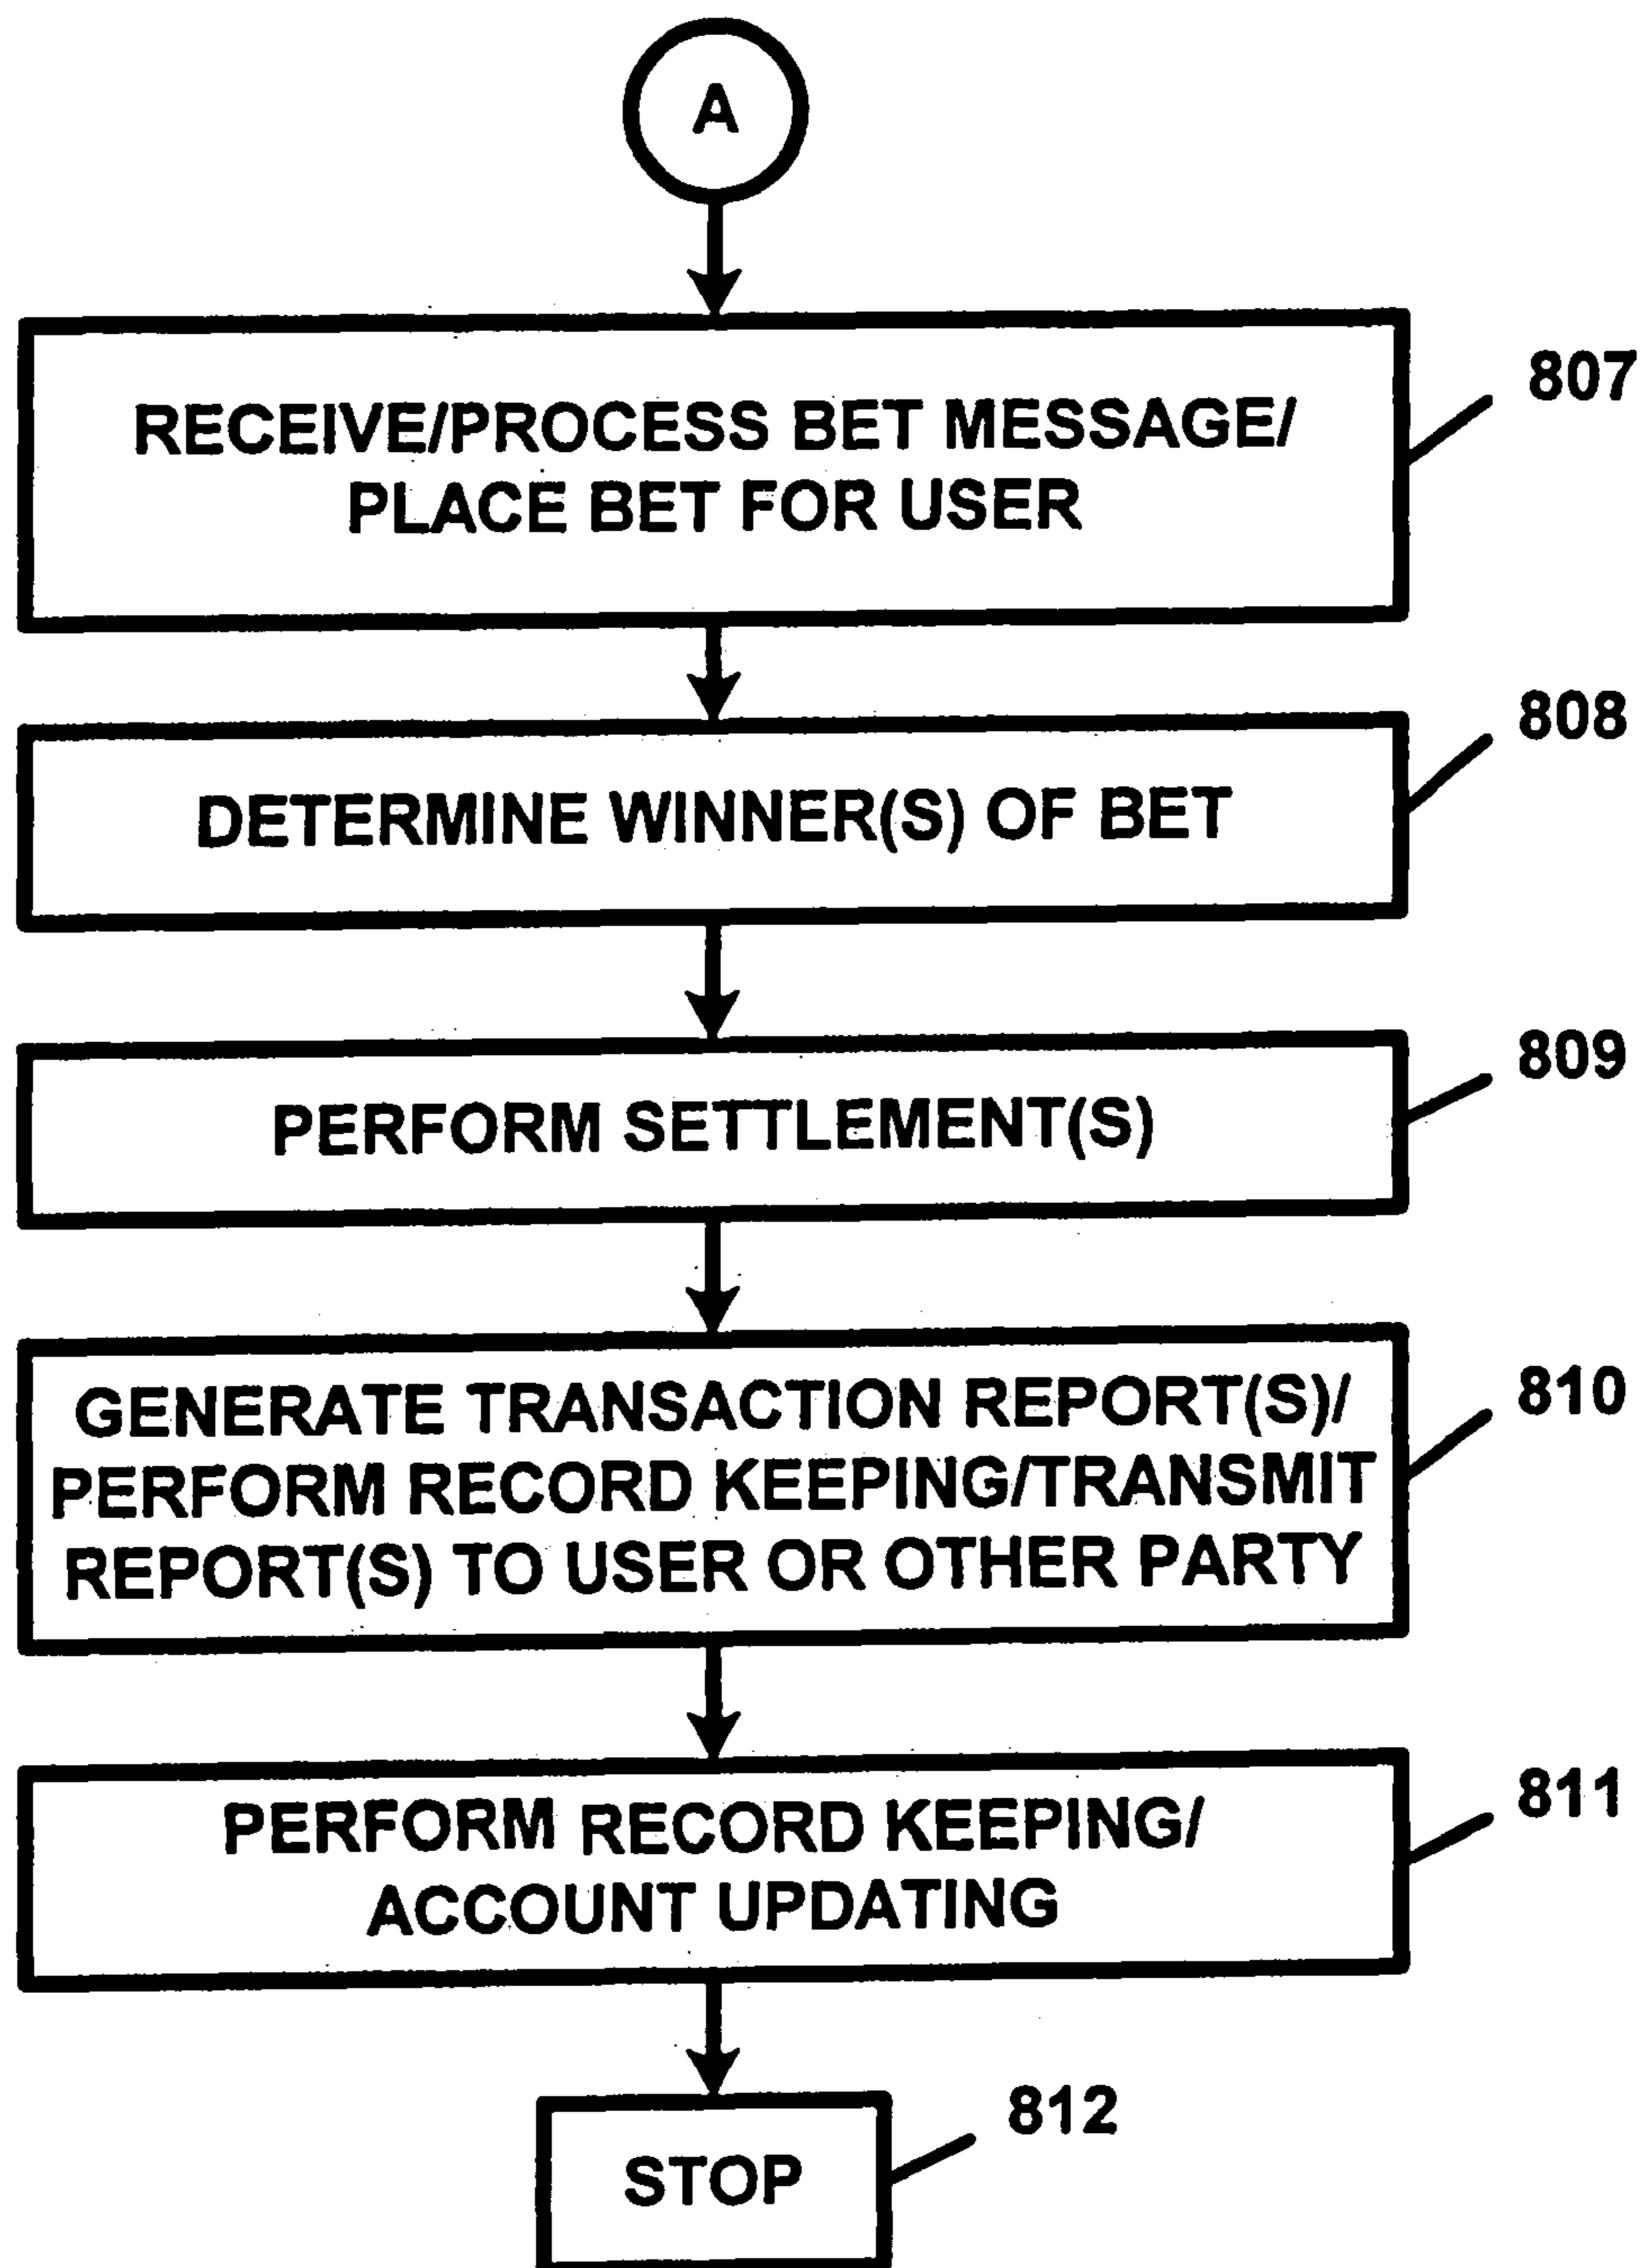 A
RECEIVE/PROCESS BET MESSAGE/
PLACE BET FOR USER
807
DETERMINE WINNER(S) OF BET
808
PERFORM SETTLEMENT(S)
809
GENERATE TRANSACTION REPORT(S)/
PERFORM RECORD KEEPING/TRANSMIT
REPORT(S) TO USER OR OTHER PARTY
810
PERFORM RECORD KEEPING/
ACCOUNT UPDATING
811
STOP
812